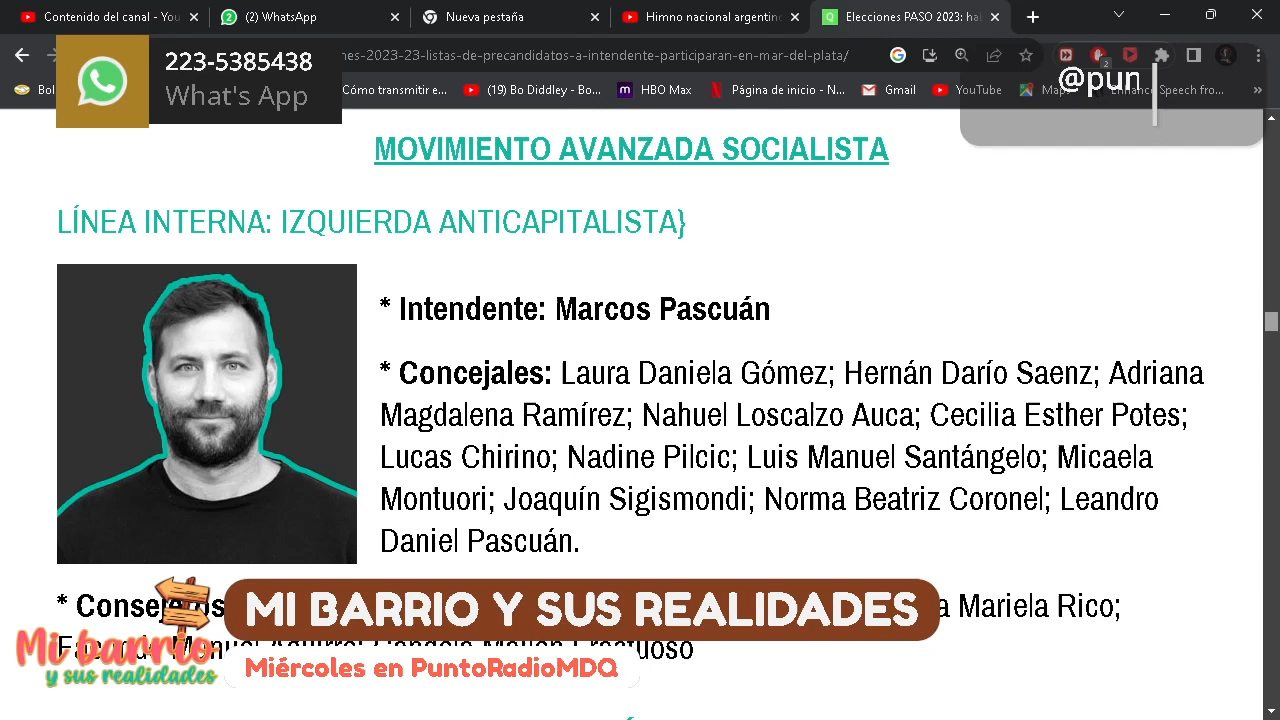 Contenido del canal - You
(2) WhatsApp
Nueva pestaña
Himno nacional argentino
Elecciones PASO 2023: hal
223-5385438
What's App
nes-2023-23-listas-de-precandidatos-a-intendente-participaran-en-mar-del-plata/
@pun
Cómo transmitir e...
(19) Bo Diddley - Bo...
HBO Max
Página de inicio - N...
Gmail
YouTube
Speech fro...
MOVIMIENTO AVANZADA SOCIALISTA
LÍNEA INTERNA: IZQUIERDA ANTICAPITALISTA}
* Intendente: Marcos Pascuán
* Concejales: Laura Daniela Gómez; Hernán Darío Saenz; Adriana
Magdalena Ramírez; Nahuel Loscalzo Auca; Cecilia Esther Potes;
Lucas Chirino; Nadine Pilcic; Luis Manuel Santángelo; Micaela
Montuori; Joaquín Sigismondi; Norma Beatriz Coronel; Leandro
Daniel Pascuán.
Mariela Rico;
MI BARRIO Y SUS REALIDADES
Mi barrio
y sus realidades
Miércoles en PuntoRadioMDQ